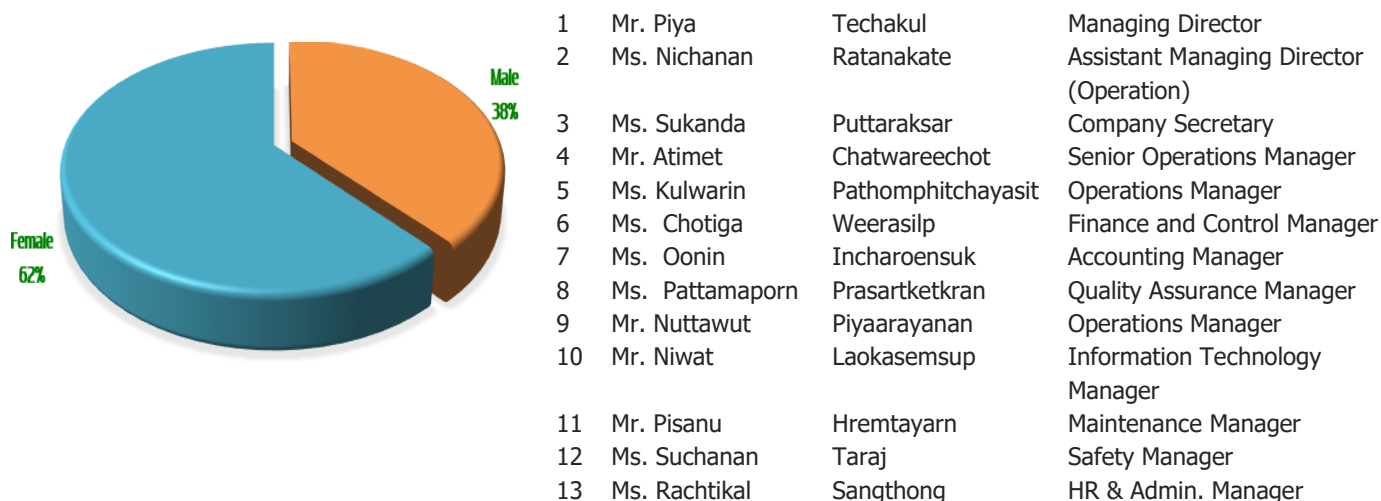 Male
38%
Female
62%
1 Mr. Piya Techakul Managing Director
2 Ms. Nichanan Ratanakate Assistant Managing Director
(Operation)
3 Ms. Sukanda Puttaraksar Company Secretary
4 Mr. Atimet Chatwareechot Senior Operations Manager
5 Ms. Kulwarin Pathomphitchayasit Operations Manager
6 Ms. Chotiga Weerasilp Finance and Control Manager
7 Ms. Oonin Incharoensuk Accounting Manager
8 Ms. Pattamaporn Prasartketkran Quality Assurance Manager
9 Mr. Nuttawut Piyaarayanan Operations Manager
10 Mr. Niwat Laokasemsup Information Technology
Manager
11 Mr. Pisanu Hremtayarn Maintenance Manager
12 Ms. Suchanan Taraj Safety Manager
13 Ms. Rachtikal Sangthong HR & Admin. Manager